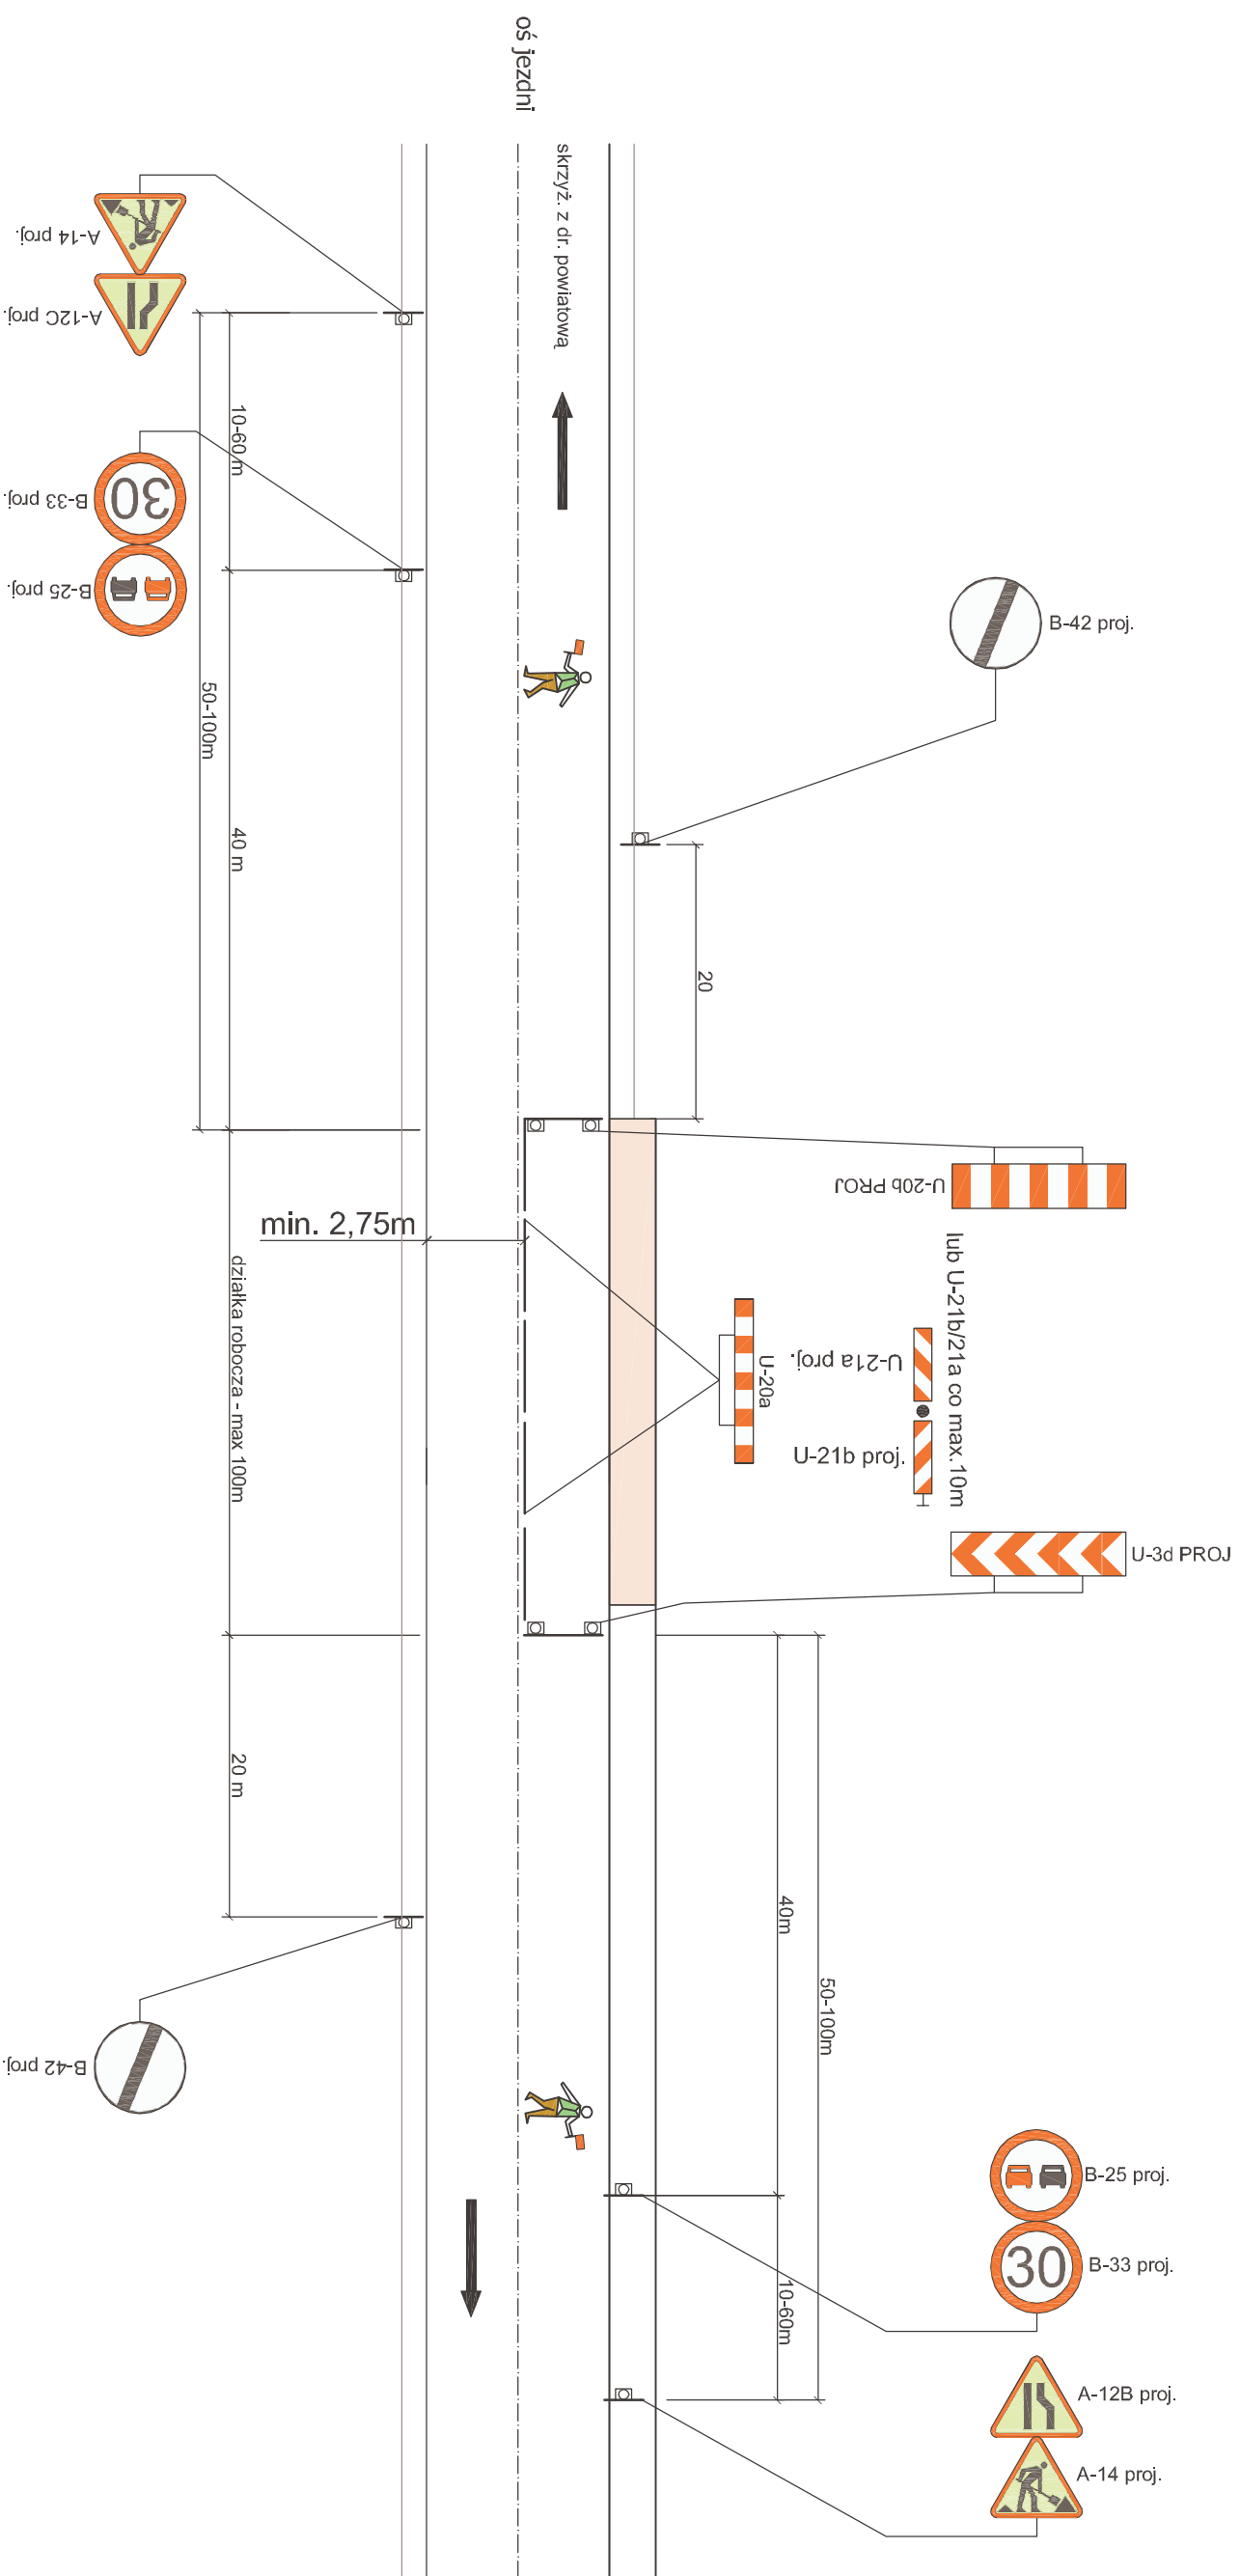 oś jezdni
skrzyż. z dr. powiatową
A-14 proj.
A-12C proj.
10-60 m
30
B-33 proj.
B-25 proj.
B-42 proj.
50-100m
40 m
20
U-20b PROJ
min. 2,75m
lub U-21b/21a co max.10m
działka robocza - max 100m
U-20a
U-21a proj.
U-21b proj.
U-3d PROJ
20 m
40m
50-100m
B-42 proj.
B-25 proj.
30
B-33 proj.
10-60m
A-12B proj.
A-14 proj.